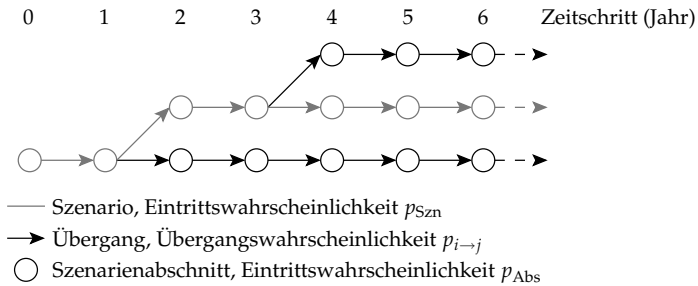 0 1 2 3 4 5 6 Zeitschritt (Jahr)
Szenario, Eintrittswahrscheinlichkeit pSzn
Übergang, Übergangswahrscheinlichkeit pi→j
Szenarienabschnitt, Eintrittswahrscheinlichkeit pAbs